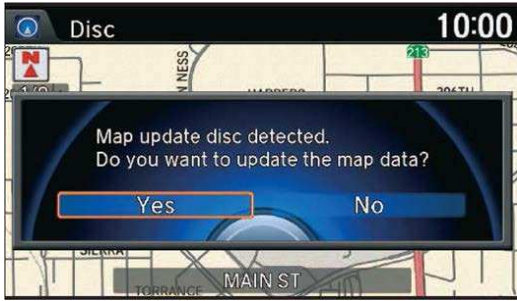 Disc
10:00
N
213
NESS
Map update disc detected.
Do you want to update the map data?
Yes
No
SIERRA
TORRANCE
MAIN ST